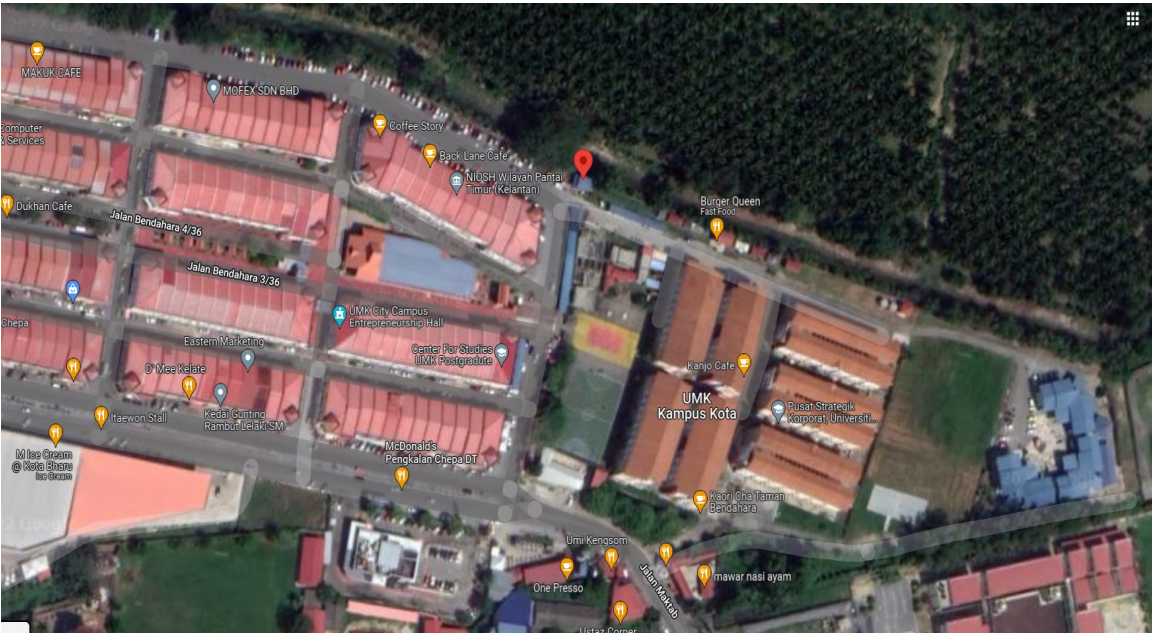 MAKUK CAFE
MOFEX SDN BHD
Coffee Story
Computer
& Services
Back Lane Cafe
NIOSH Wilayah Pantai
Timur (Kelantan)
Dukhan Cafe
Burger Queen
Fast Food
Jalan Bendahara 4/36
Jalan Bendahara 3/36
UMK City Campus
Entrepreneurship Hall
Chepa
Eastern Marketing
Center For Studies
UMK Postgradute
D' Mee Kelate
Kanjo Cafe
UMK
Kampus Kota
Pusat Strategik
Korporat, Universiti...
Itaewon Stall
Kedai Gunting
Rambut Lelaki SM
McDonald's
Pengkalan Chepa DT
M Ice Cream
@ Kota Bharu
Ice Cream
Kaori Cha Taman
Bendahara
Umi Kengsom
One Presso
Jalan Maktab
mawar nasi ayam
Ustaz Corner